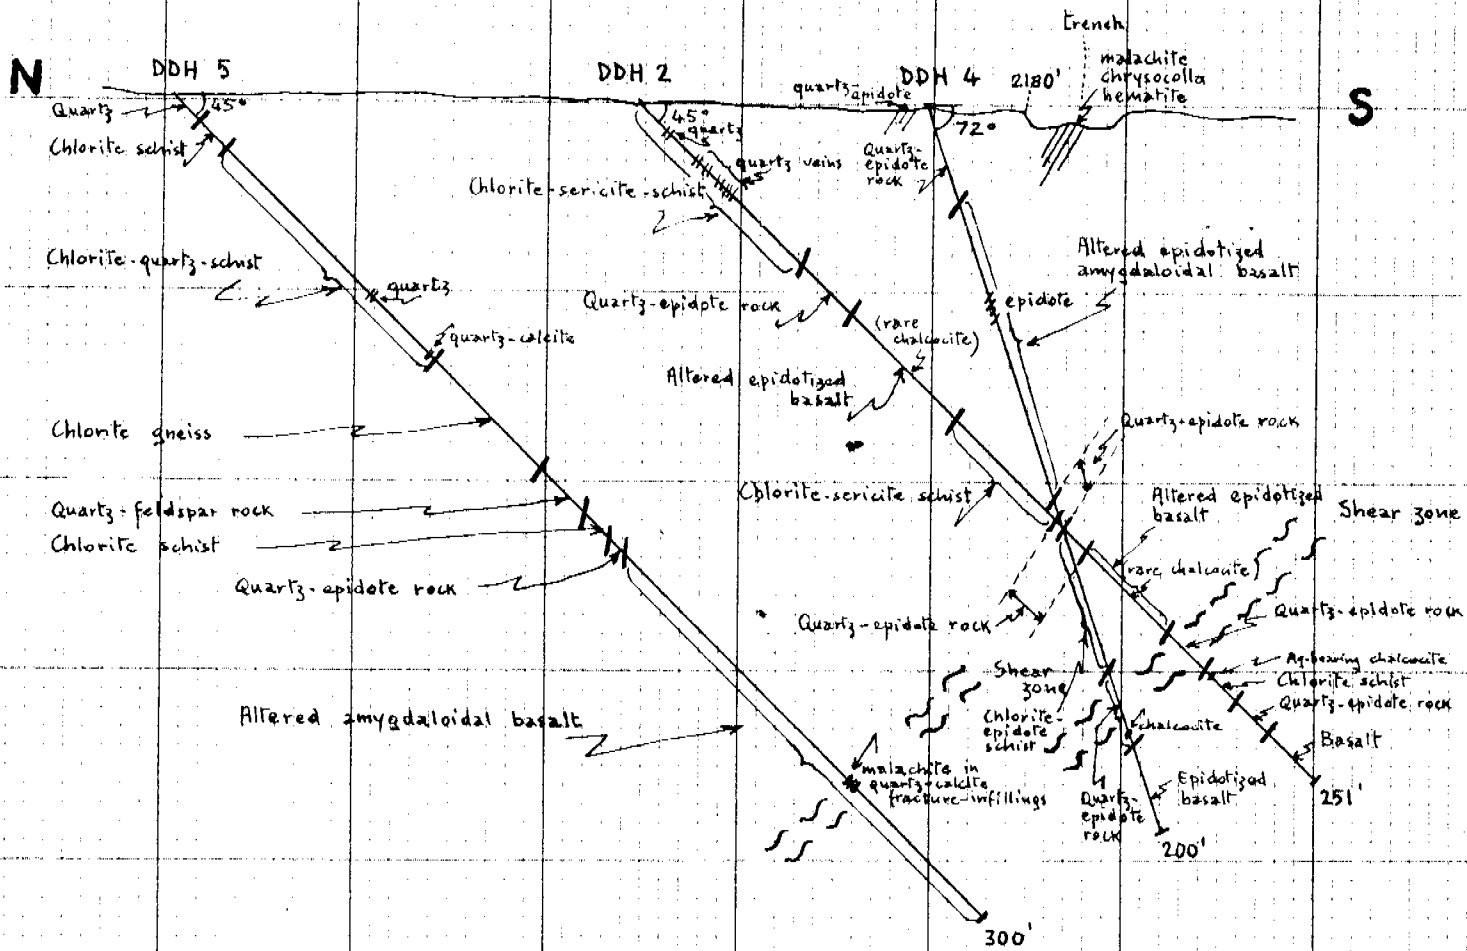 N
S
trench
malachite
chrysocolla
hematite
DDH 5
DDH 2
DDH 4
2180'
45°
45°
72°
quartz-epidote
Quartz
Chlorite schist
quartz
quartz veins
Chlorite-sericite-schist
Quartz-
epidote
rock
Chlorite-quartz-schist
quartz
quartz-calcite
Quartz-epidote rock
(rare
chalcocite)
Altered epidotized
basalt
epidote
Altered epidotized
amygdaloidal basalt
Chlorite gneiss
Quartz-epidote rock
Quartz-feldspar rock
Chlorite schist
Quartz-epidote rock
Chlorite-sericite schist
Altered epidotized
basalt
(rare chalcocite)
Shear zone
Quartz-epidote rock
Quartz-epidote rock
Shear
zone
Ag-bearing chalcocite
Chlorite schist
Quartz-epidote rock
Basalt
251'
Altered amygdaloidal basalt
Chlorite-
epidote
schist
chalcocite
malachite in
quartz-calcite
fracture-infillings
Quartz-
epidote
rock
Epidotized
basalt
200'
300'